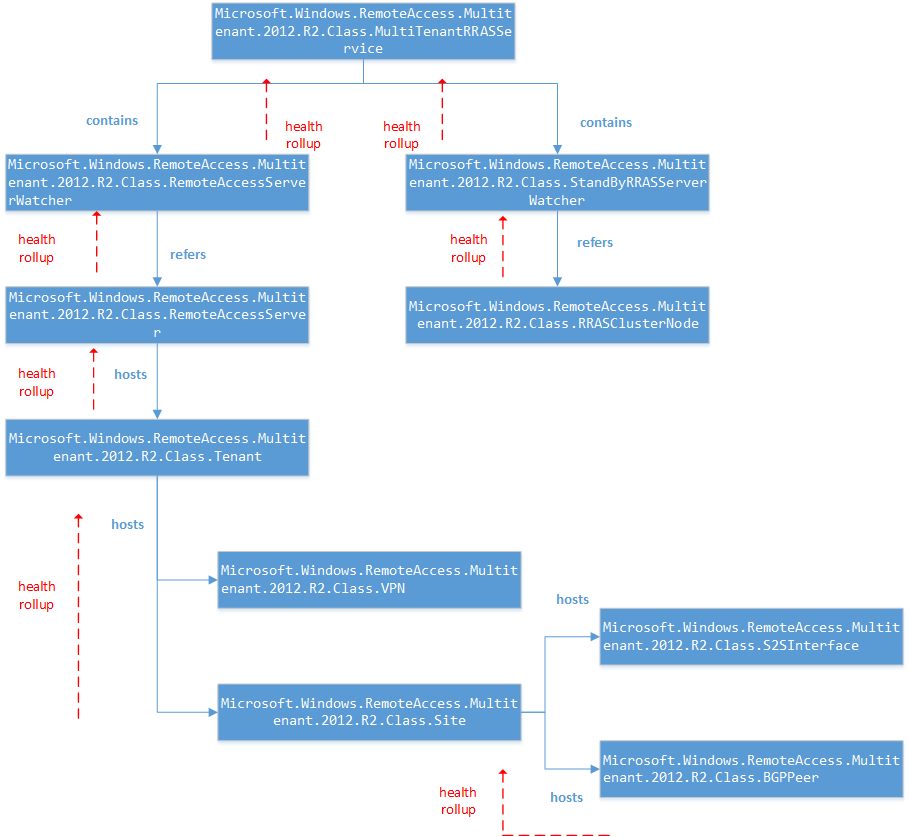 Microsoft.Windows.RemoteAccess.Multit
enant.2012.R2.Class.MultiTenantRRASSe
rvice
contains
health
rollup
health
rollup
contains
Microsoft.Windows.RemoteAccess.Multit
enant.2012.R2.Class.RemoteAccessServe
rWatcher
Microsoft.Windows.RemoteAccess.Multit
enant.2012.R2.Class.StandByRRASServer
Watcher
health
rollup
refers
health
rollup
refers
Microsoft.Windows.RemoteAccess.Multit
enant.2012.R2.Class.RemoteAccessServe
r
Microsoft.Windows.RemoteAccess.Multit
enant.2012.R2.Class.RRASClusterNode
health
rollup
hosts
Microsoft.Windows.RemoteAccess.Multit
enant.2012.R2.Class.Tenant
hosts
health
rollup
Microsoft.Windows.RemoteAccess.Multit
enant.2012.R2.Class.VPN
hosts
Microsoft.Windows.RemoteAccess.Multit
enant.2012.R2.Class.S2SInterface
Microsoft.Windows.RemoteAccess.Multit
enant.2012.R2.Class.Site
Microsoft.Windows.RemoteAccess.Multit
enant.2012.R2.Class.BGPPeer
health
rollup
hosts